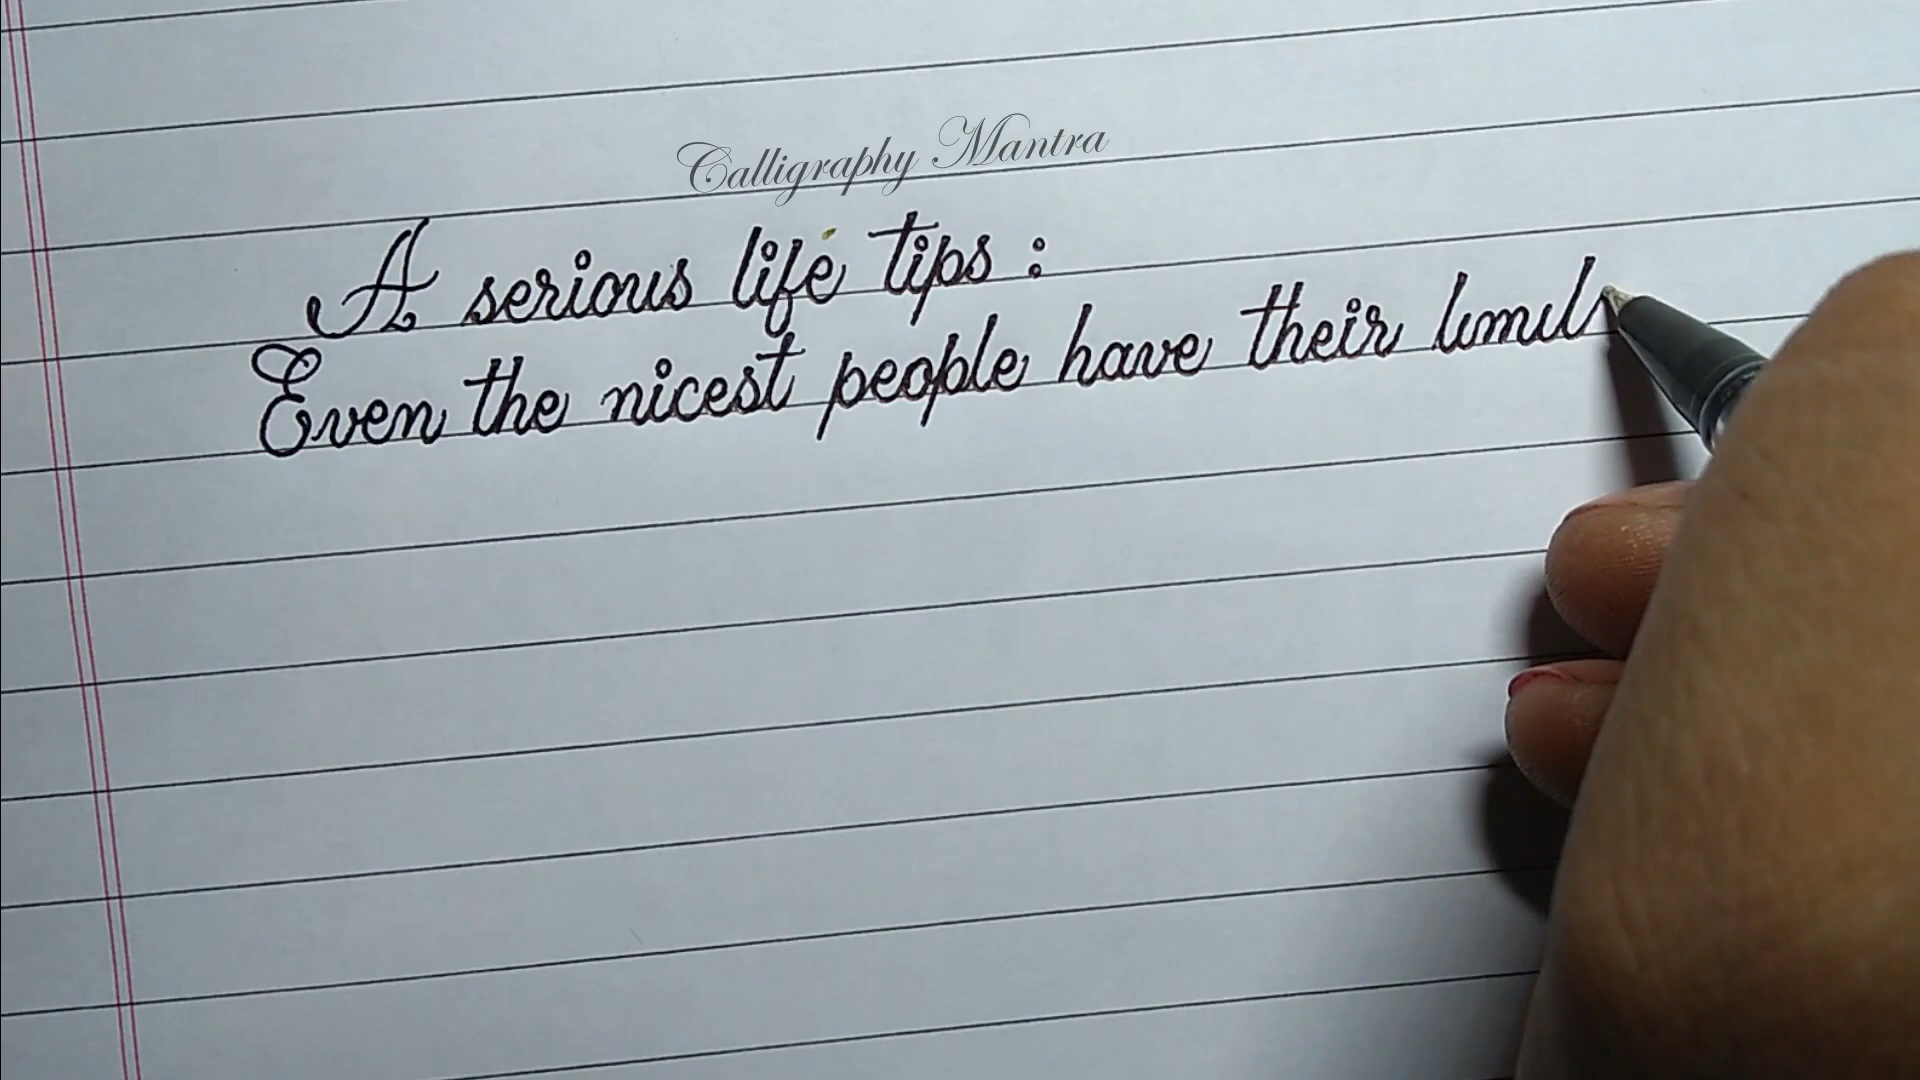 Calligraphy Mantra
A serious life tips :
Even the nicest people have their